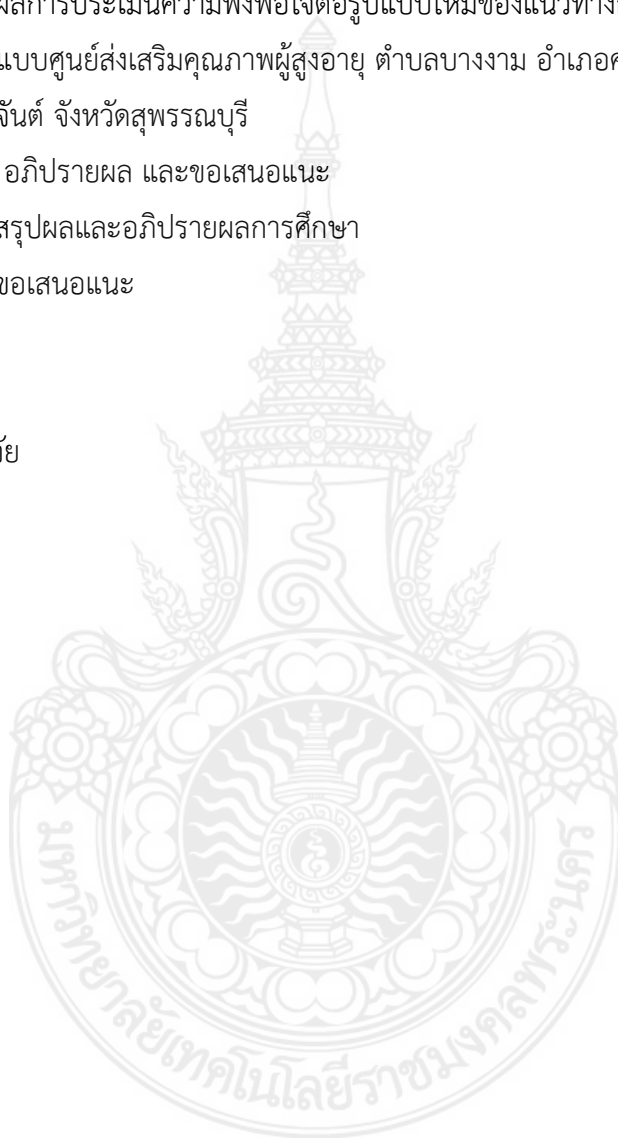 ผลการประเมินความพึงพอใจต่อรูปแบบใหม่ของแนวทาง
แบบศูนย์ส่งเสริมคุณภาพผู้สูงอายุ ตำบลบางงาม อำเภอ
จันต์ จังหวัดสุพรรณบุรี
อภิปรายผล และขอเสนอแนะ
สรุปผลและอภิปรายผลการศึกษา
ขอเสนอแนะ
มหาวิทยาลัยเทคโนโลยีราชมงคลพระนคร